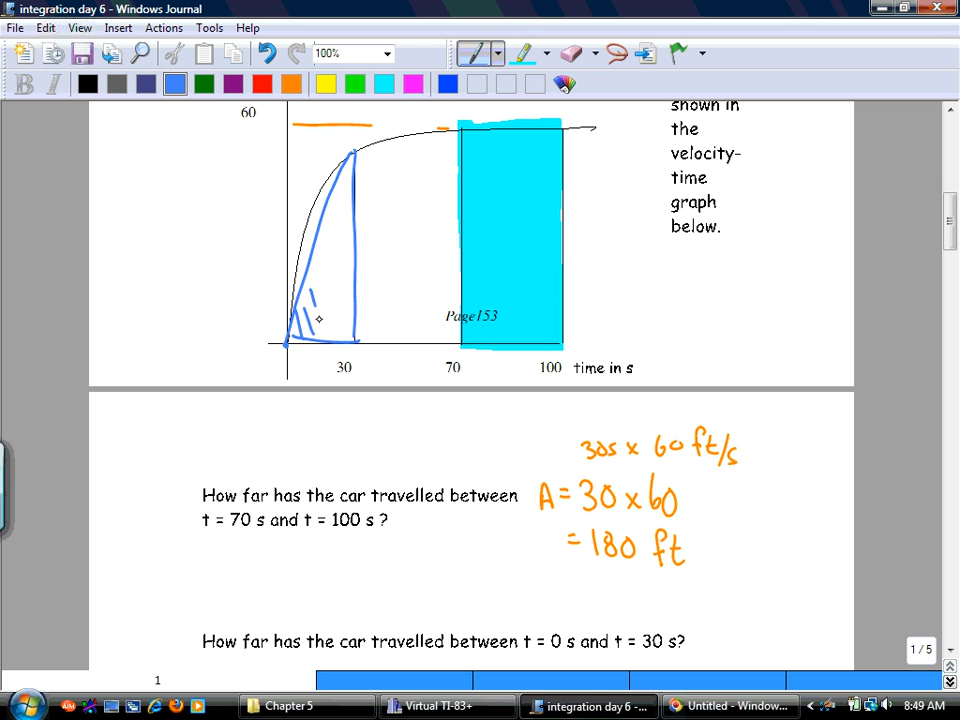 integration day 6 - Windows Journal
File Edit View Insert Actions Tools Help
100%
B I
60
shown in
the
velocity-
time
graph
below.
Page153
30 70 100 time in s
30s x 60 ft/s
How far has the car travelled between
t = 70 s and t = 100 s ?
A = 30 x 60
= 180 ft
How far has the car travelled between t = 0 s and t = 30 s?
1 / 5
1
Chapter 5 Virtual TI-83+ integration day 6 -... Untitled - Window... 8:49 AM